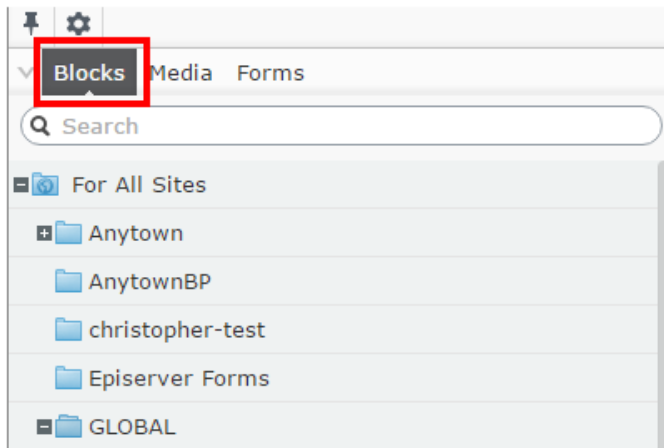 Blocks Media Forms
Search
For All Sites
Anytown
AnytownBP
christopher-test
Episerver Forms
GLOBAL